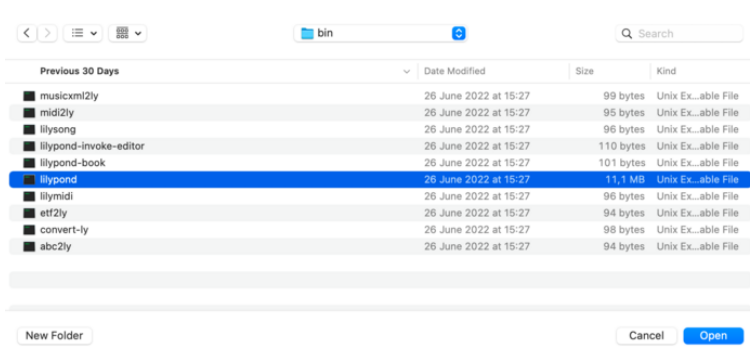 bin
Search
Previous 30 Days Date Modified Size Kind
musicxml2ly 26 June 2022 at 15:27 99 bytes Unix Ex...able File
midi2ly 26 June 2022 at 15:27 95 bytes Unix Ex...able File
lilysong 26 June 2022 at 15:27 96 bytes Unix Ex...able File
lilypond-invoke-editor 26 June 2022 at 15:27 110 bytes Unix Ex...able File
lilypond-book 26 June 2022 at 15:27 101 bytes Unix Ex...able File
lilypond 26 June 2022 at 15:27 11,1 MB Unix Ex...able File
lilymidi 26 June 2022 at 15:27 96 bytes Unix Ex...able File
etf2ly 26 June 2022 at 15:27 94 bytes Unix Ex...able File
convert-ly 26 June 2022 at 15:27 98 bytes Unix Ex...able File
abc2ly 26 June 2022 at 15:27 94 bytes Unix Ex...able File
New Folder Cancel Open